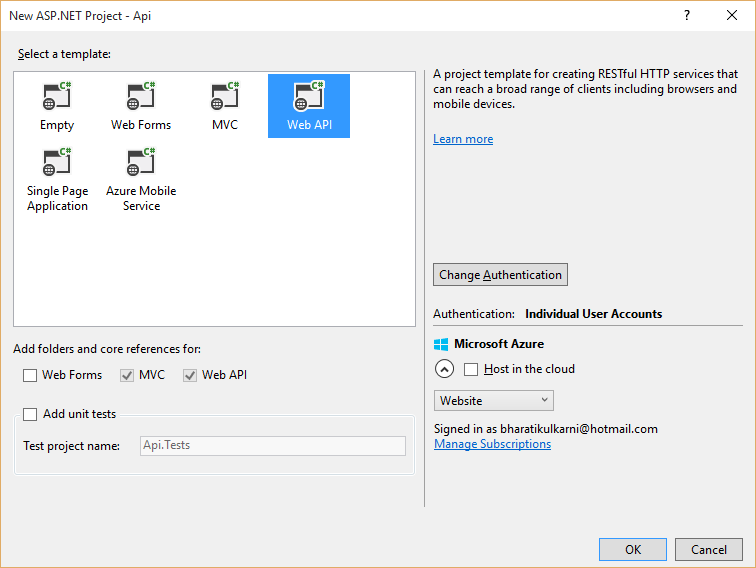 New ASP.NET Project - Api
?
Select a template:
C#
C#
C#
C#
Empty
Web Forms
MVC
Web API
C#
C#
Single Page
Application
Azure Mobile
Service
A project template for creating RESTful HTTP services that
can reach a broad range of clients including browsers and
mobile devices.
Learn more
Change Authentication
Authentication: Individual User Accounts
Microsoft Azure
Host in the cloud
Website
Signed in as bharatikulkarni@hotmail.com
Manage Subscriptions
Add folders and core references for:
Web Forms
MVC
Web API
Add unit tests
Test project name:
Api.Tests
OK
Cancel